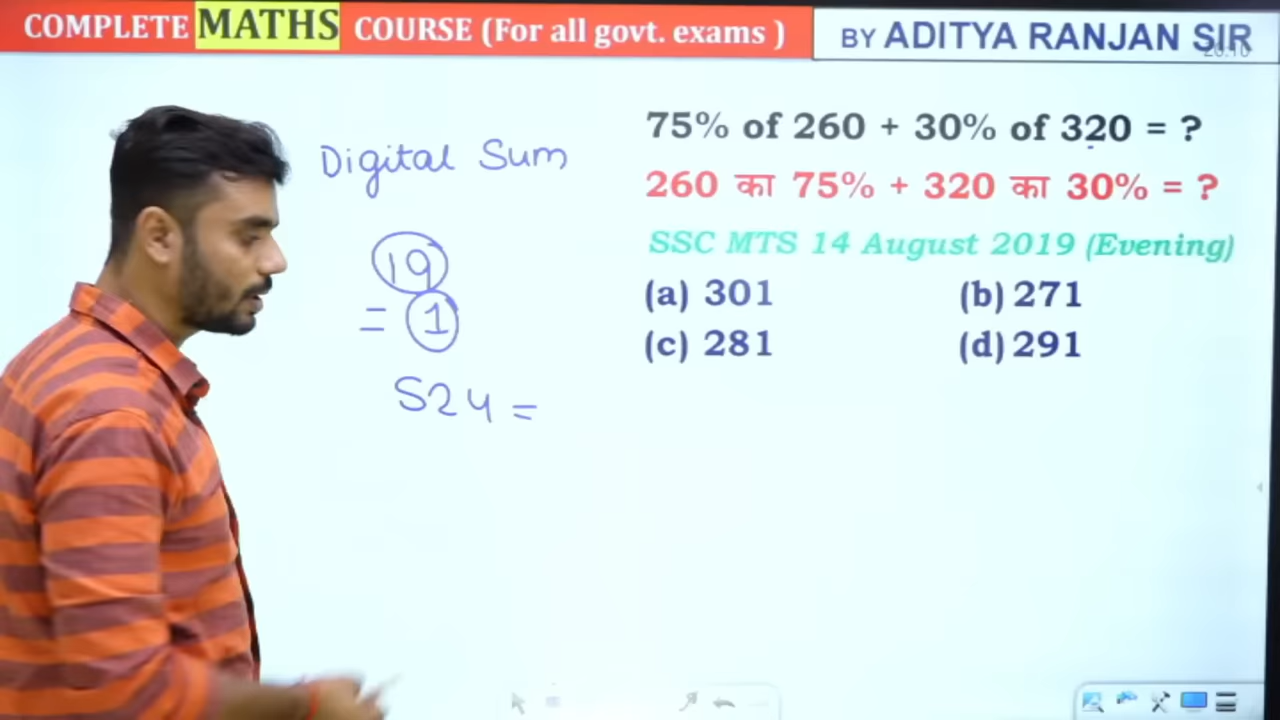 COMPLETE MATHS COURSE (For all govt. exams )
BY ADITYA RANJAN SIR
75% of 260 + 30% of 320 = ?
260 का 75% + 320 का 30% = ?
SSC MTS 14 August 2019 (Evening)
(a) 301 (b) 271
(c) 281 (d) 291
Digital Sum
19
= 1
524 =